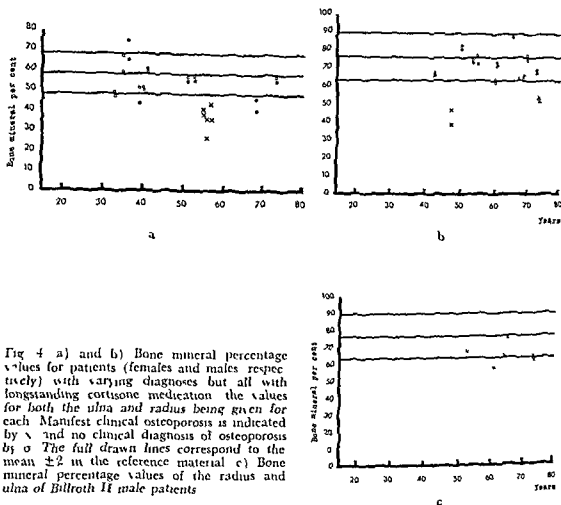 80
70
60
50
40
30
20
10
0
Bone mineral per cent
20 30 40 50 60 70 80
a
100
90
80
70
60
50
40
30
20
10
0
20 30 40 50 60 70 80
Years
b
Fig 4 a) and b) Bone mineral percentage
values for patients (females and males respec
tively) with varying diagnoses but all with
longstanding cortisone medication the values
for both the ulna and radius being given for
each Manifest clinical osteoporosis is indicated
by x and no clinical diagnosis of osteoporosis
by o The full drawn lines correspond to the
mean ±2 in the reference material c) Bone
mineral percentage values of the radius and
ulna of Billroth II male patients
100
90
80
70
60
50
40
30
20
10
0
Bone mineral per cent
20 30 40 50 60 70 80
Years
c